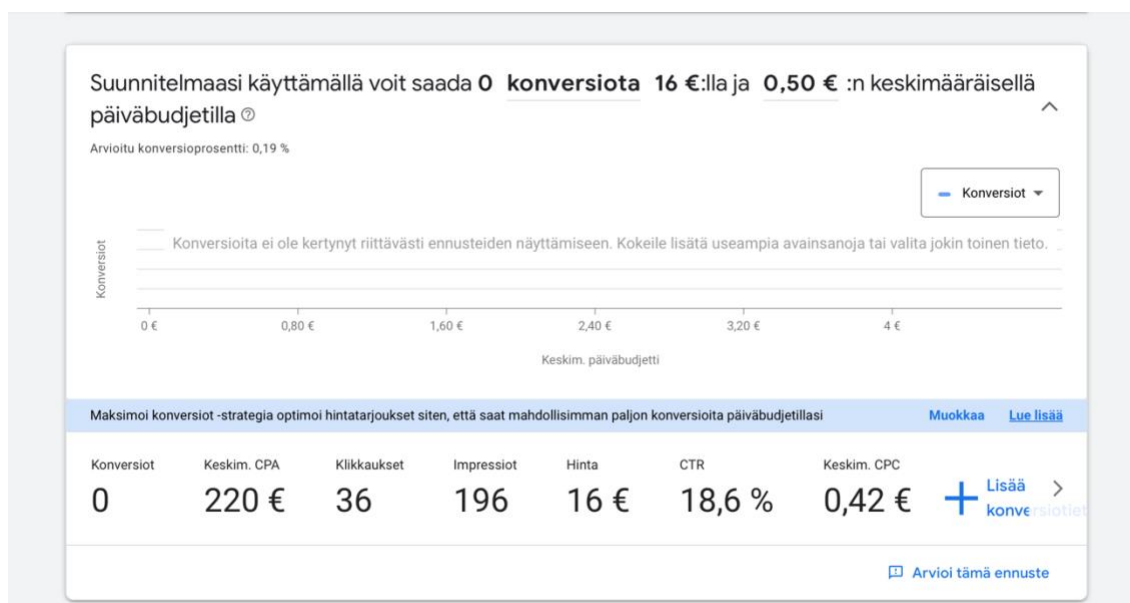 Suunnitelmaasi käyttämällä voit saada 0 konversiota 16 €:lla ja 0,50 € :n keskimääräisellä
päiväbudjetilla
Arvioitu konversioprosentti: 0,19 %
Konversiot
Konversioita ei ole kertynyt riittävästi ennusteiden näyttämiseen. Kokeile lisätä useampia avainsanoja tai valita jokin toinen tieto.
Konversiot
0 € 0,80 € 1,60 € 2,40 € 3,20 € 4 €
Keskim. päiväbudjetti
Maksimoi konversiot -strategia optimoi hintatarjoukset siten, että saat mahdollisimman paljon konversioita päiväbudjetillasi Muokkaa Lue lisää
Konversiot Keskim. CPA Klikkaukset Impressiot Hinta CTR Keskim. CPC
0 220 € 36 196 16 € 18,6 % 0,42 €
Lisää
konversiotiet
Arvioi tämä ennuste